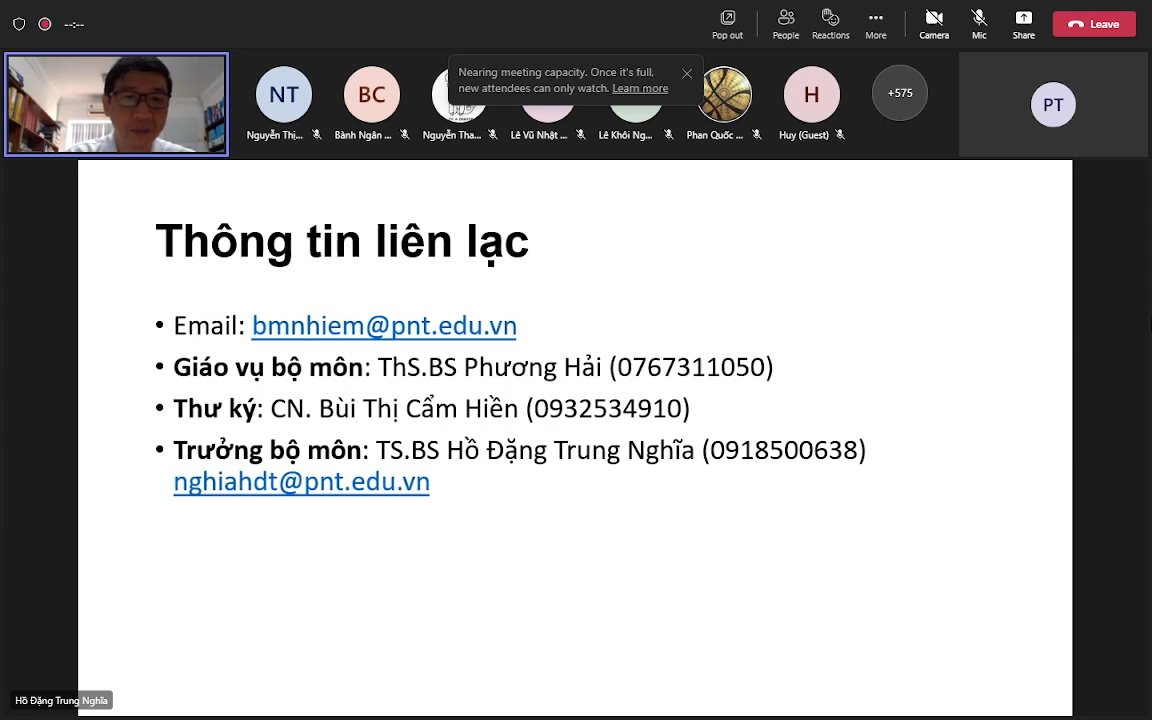 --:--
Pop out
People
Reactions
More
Camera
Mic
Share
Leave
Nearing meeting capacity. Once it's full,
new attendees can only watch. Learn more
NT
BC
H
+575
PT
Nguyễn Thị...
Bành Ngân ...
Nguyễn Tha...
Lê Vũ Nhật ...
Lê Khôi Ng...
Phan Quốc ...
Huy (Guest)
Thông tin liên lạc
• Email: bmnhiem@pnt.edu.vn
• Giáo vụ bộ môn: ThS.BS Phương Hải (0767311050)
• Thư ký: CN. Bùi Thị Cẩm Hiền (0932534910)
• Trưởng bộ môn: TS.BS Hồ Đặng Trung Nghĩa (0918500638)
nghiahdt@pnt.edu.vn
Hồ Đặng Trung Nghĩa